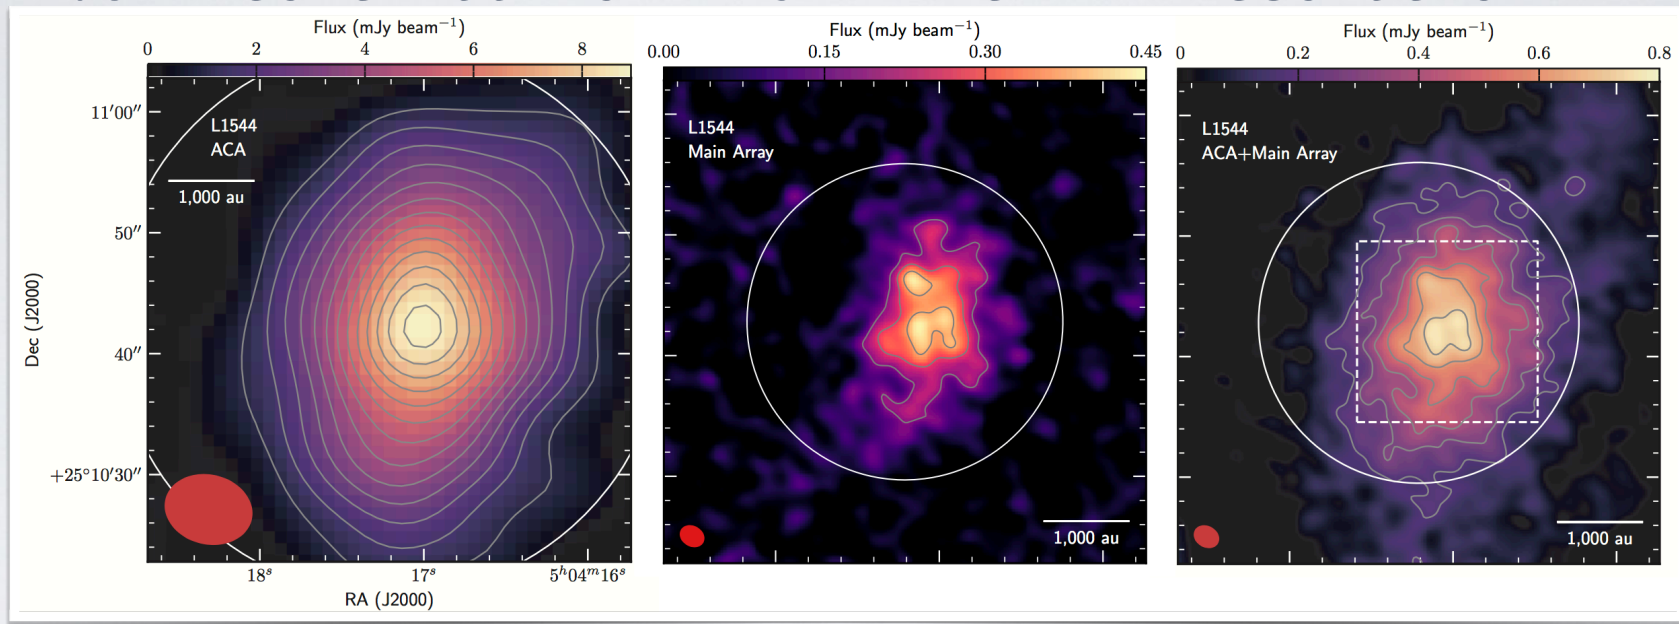 Flux (mJy beam⁻¹)
0 2 4 6 8
L1544
ACA
1,000 au
11′00″
50″
40″
+25°10′30″
Dec (J2000)
18ˢ 17ˢ 5ʰ04ᵐ16ˢ
RA (J2000)
Flux (mJy beam⁻¹)
0.00 0.15 0.30 0.45
L1544
Main Array
1,000 au
Flux (mJy beam⁻¹)
0 0.2 0.4 0.6 0.8
L1544
ACA+Main Array
1,000 au